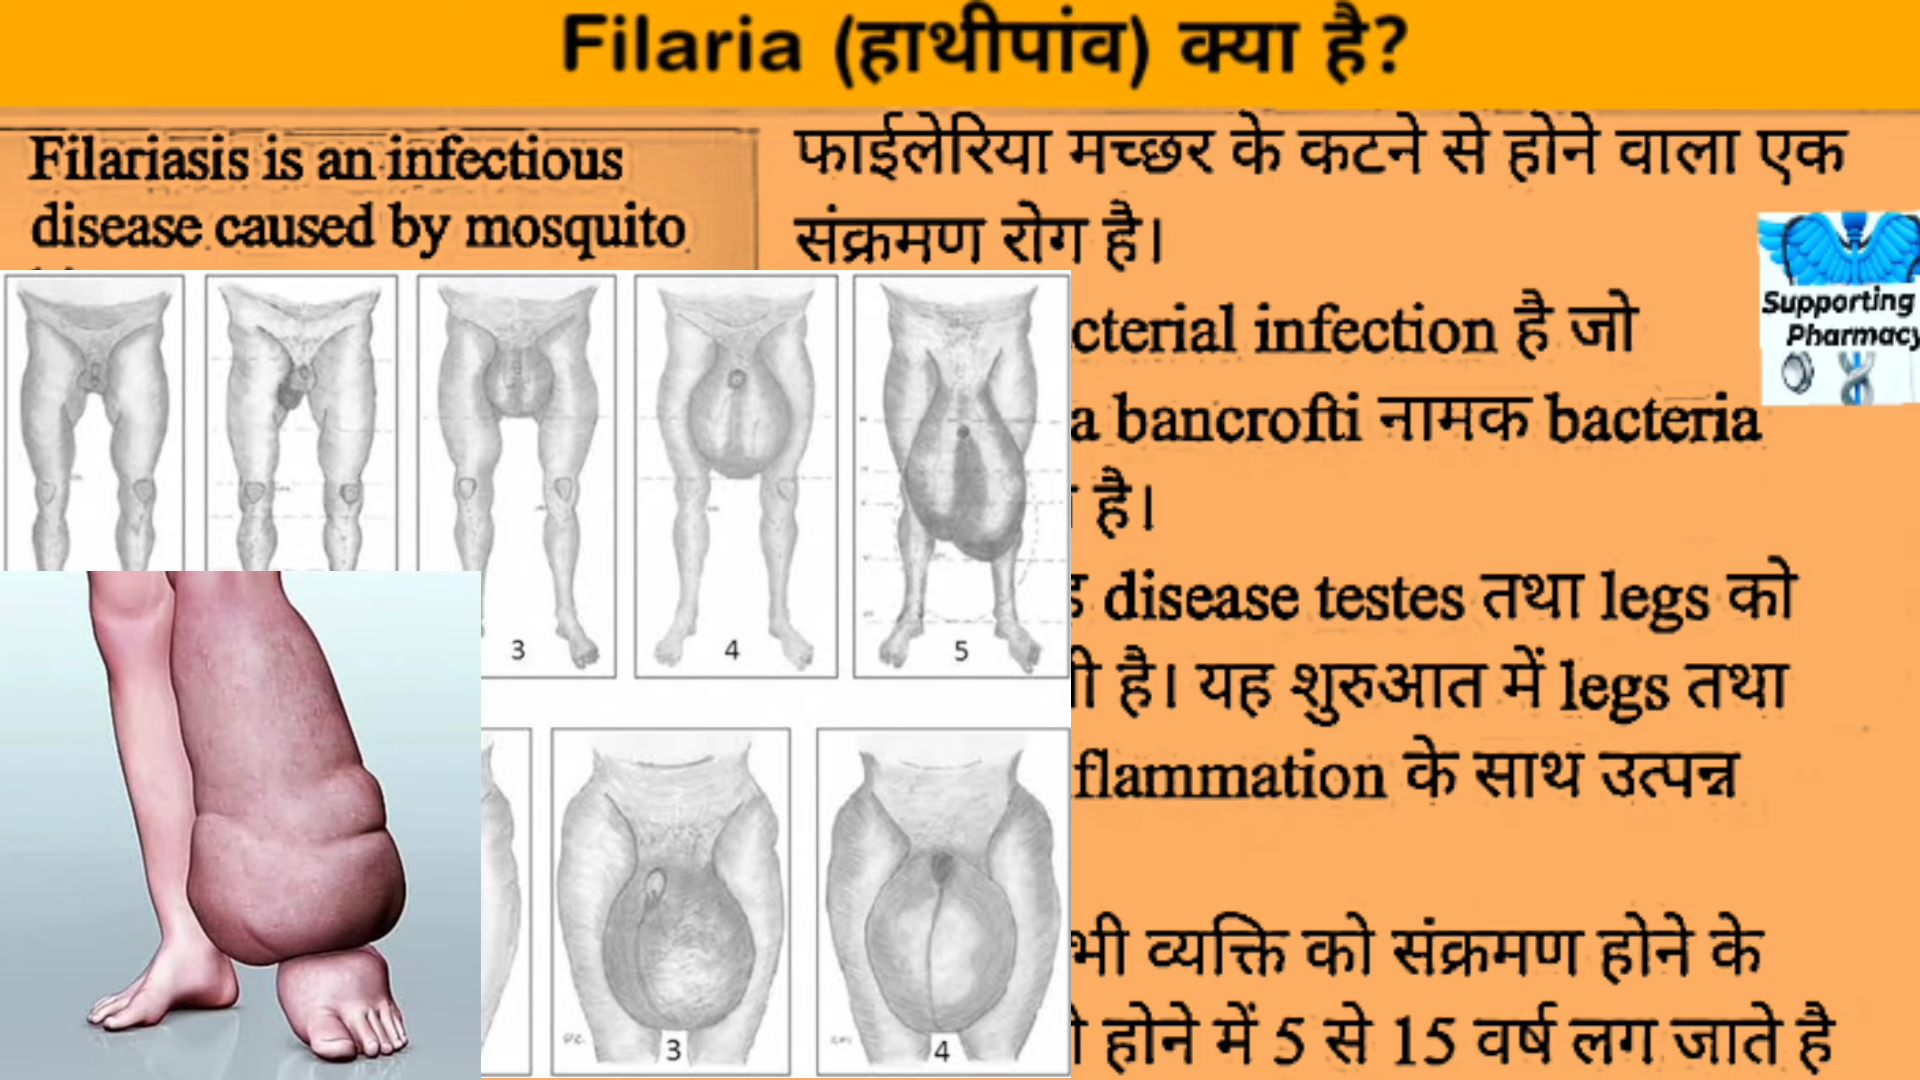 Filaria (हाथीपांव) क्या है?
Filariasis is an infectious
disease caused by mosquito
फाईलेरिया मच्छर के कटने से होने वाला एक
संक्रमण रोग है।
cterial infection है जो
a bancrofti नामक bacteria
है।
disease testes तथा legs को
है। यह शुरुआत में legs तथा
flammation के साथ उत्पन्न
भी व्यक्ति को संक्रमण होने के
होने में 5 से 15 वर्ष लग जाते है
Supporting
Pharmacy
3
4
5
3
4